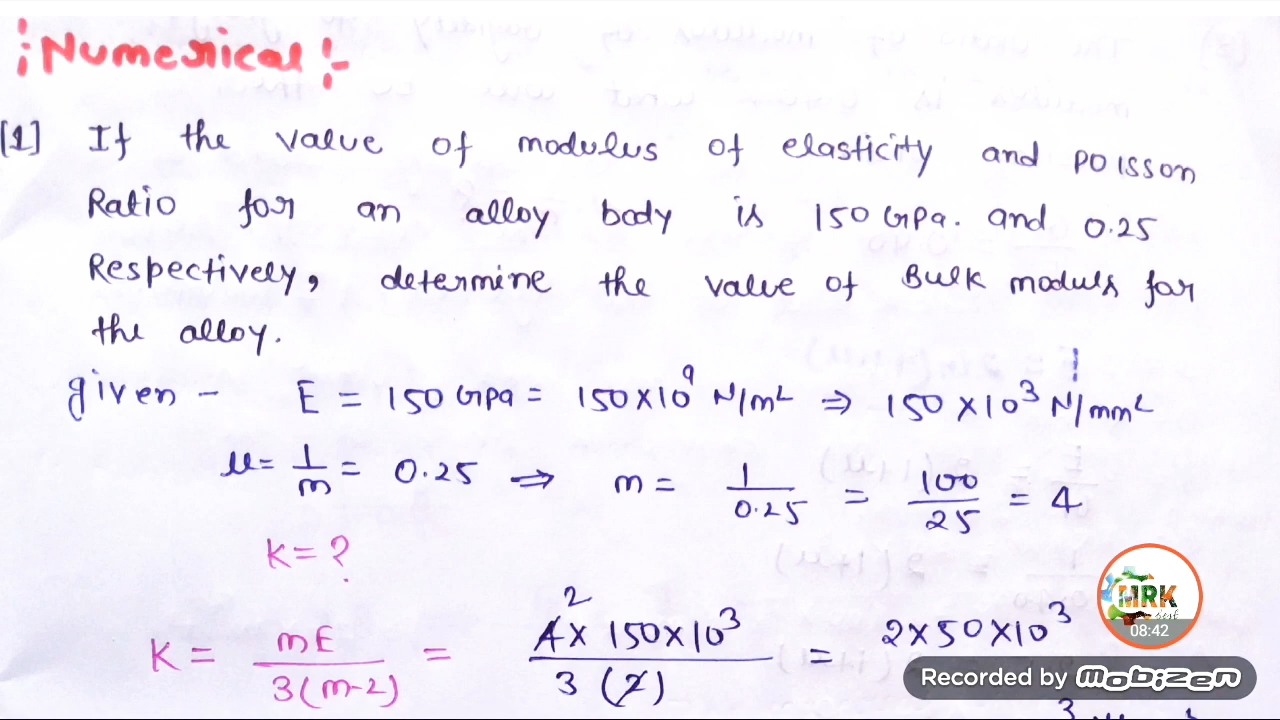 Numerical :-
[1] If the value of modulus of elasticity and Poisson
Ratio for an alloy body is 150 GPa. and 0.25
Respectively, determine the value of Bulk moduls for
the alloy.
given - E = 150 GPa = 150×10⁹ N/m² ⇒ 150×10³ N/mm²
μ = 1/m = 0.25 ⇒ m = 1/0.25 = 100/25 = 4
K = ?
K = mE / 3(m-2) = 4 × 150×10³ / 3(2) = 2×50×10³
2
MRK
08:42
Recorded by mobizen